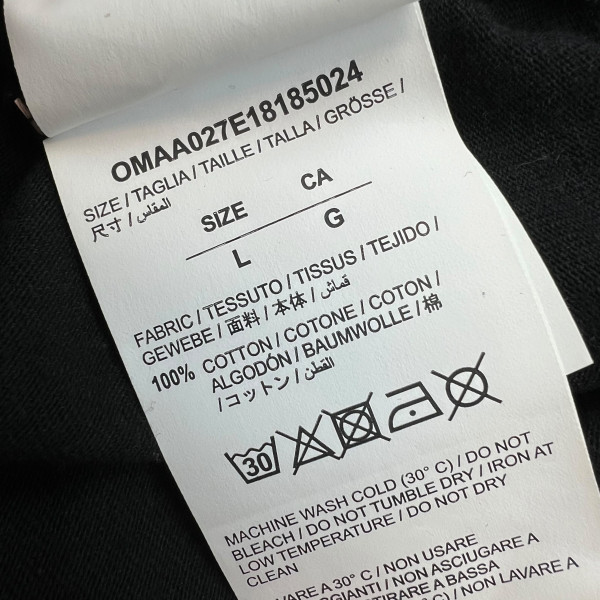 OMAA027E18185024
SIZE / TAGLIA / TAILLE / TALLA / GRÖSSE /
尺寸 / المقاس
SIZE CA
L G
FABRIC / TESSUTO / TISSUS / TEJIDO /
GEWEBE / 面料 / 本体 / قماش
100% COTTON / COTONE / COTON /
ALGODÓN / BAUMWOLLE / 棉
/ コットン / القطن
30
MACHINE WASH COLD (30° C) / DO NOT
BLEACH / DO NOT TUMBLE DRY / IRON AT
LOW TEMPERATURE / DO NOT DRY
CLEAN
VARE A 30° C / NON USARE
GGIANTI / NON ASCIUGARE A
STIRARE A BASSA
NON LAVARE A